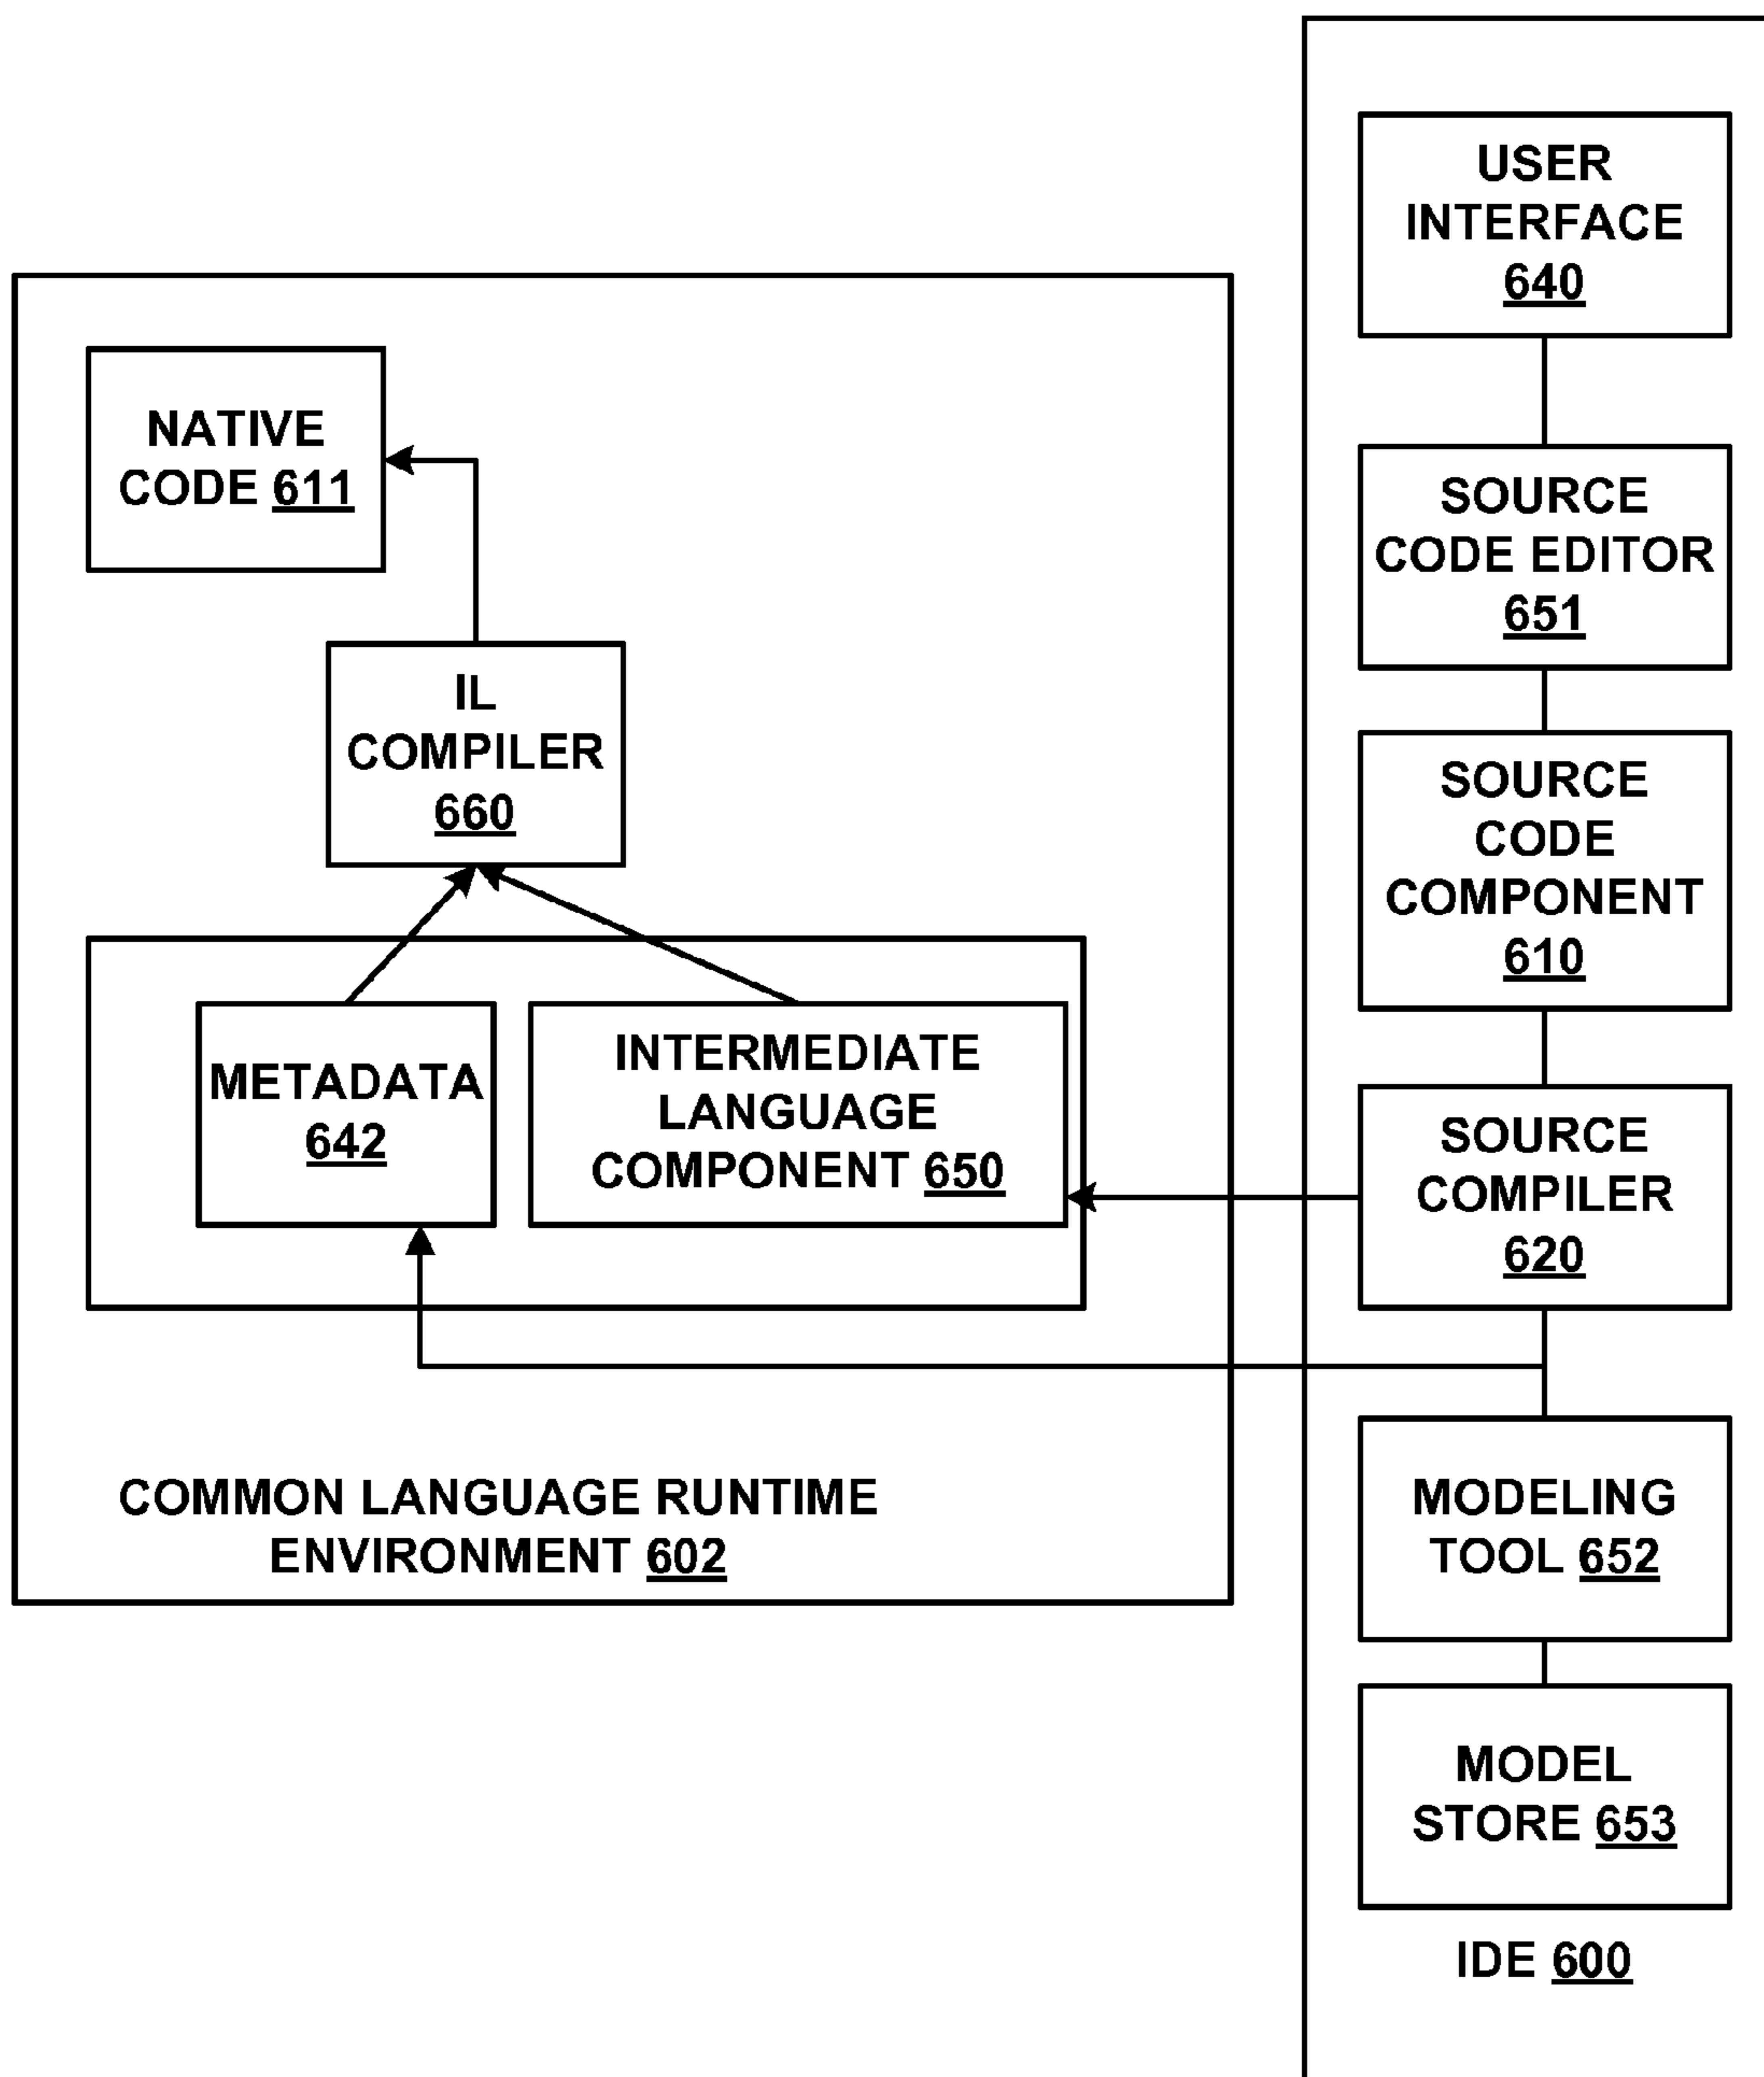 USER
INTERFACE
640
SOURCE
CODE EDITOR
651
SOURCE
CODE
COMPONENT
610
SOURCE
COMPILER
620
MODELING
TOOL 652
MODEL
STORE 653
IDE 600
NATIVE
CODE 611
IL
COMPILER
660
METADATA
642
INTERMEDIATE
LANGUAGE
COMPONENT 650
COMMON LANGUAGE RUNTIME
ENVIRONMENT 602